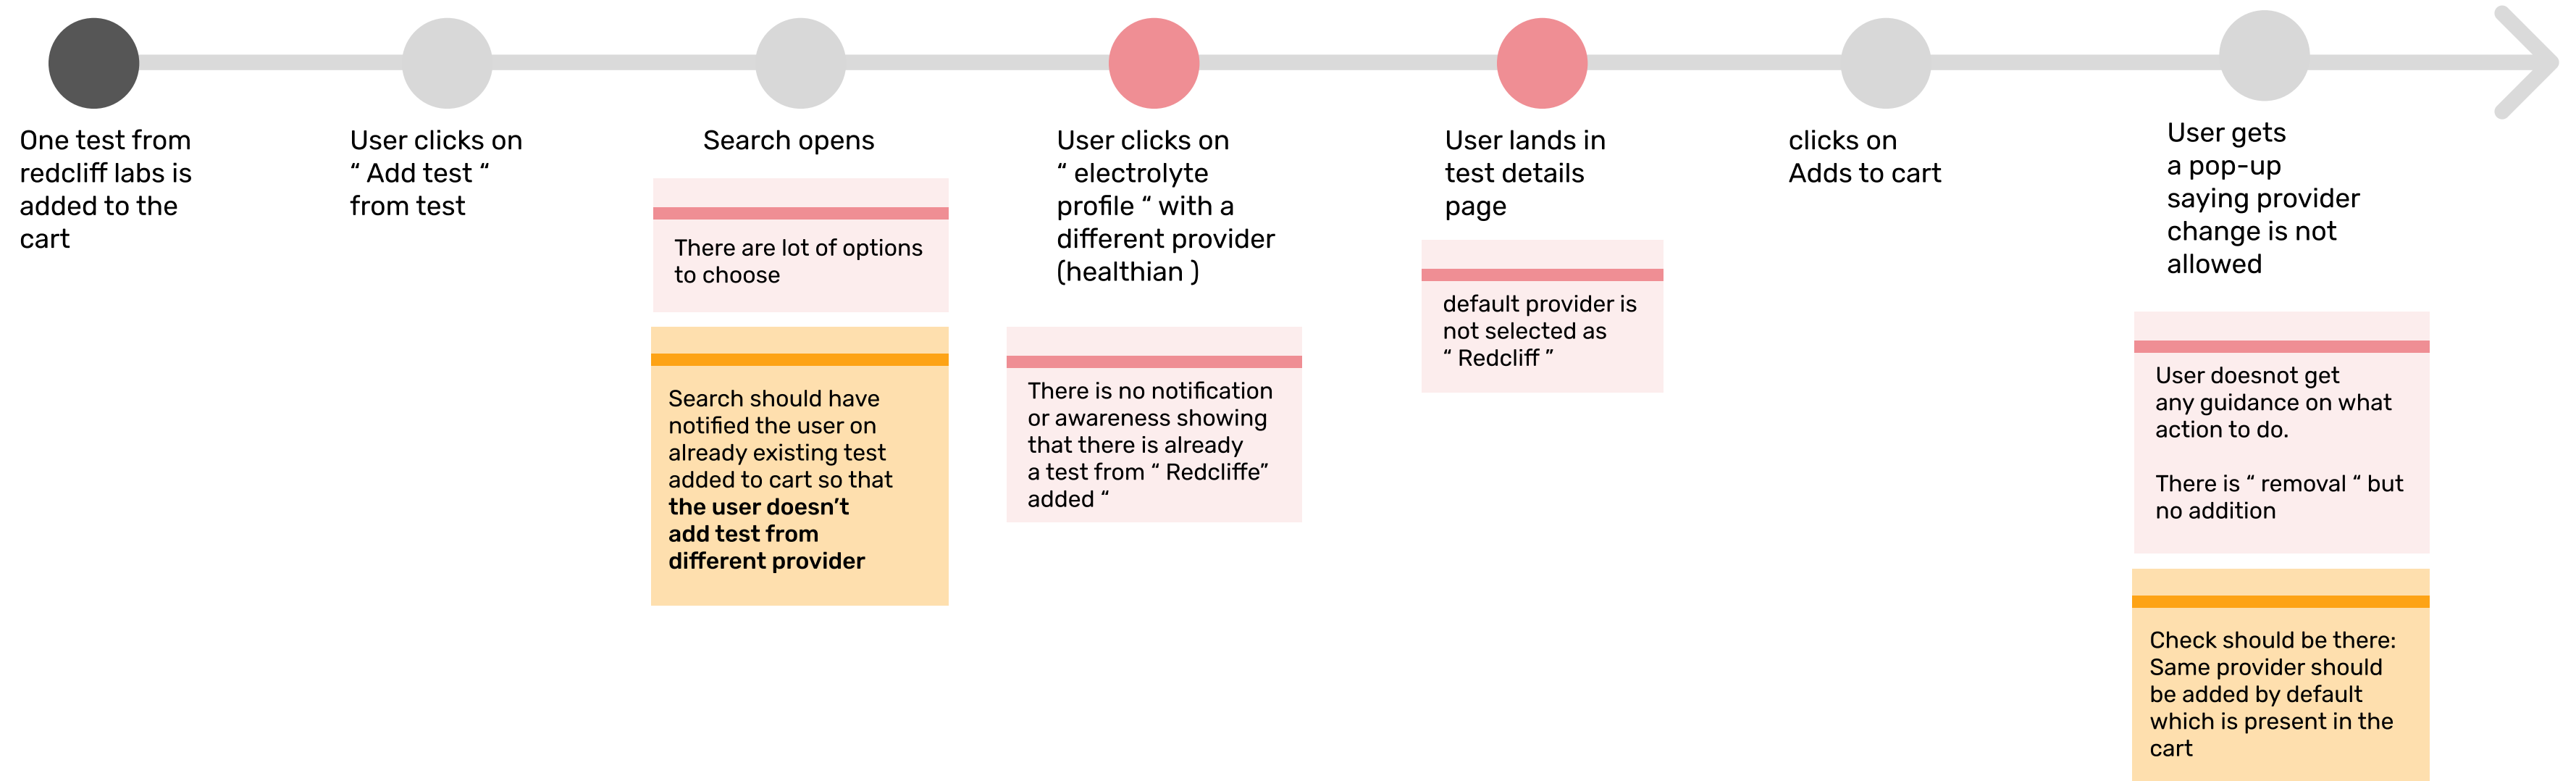 One test from
redcliff labs is
added to the
cart
User clicks on
“ Add test “
from test
Search opens
There are lot of options
to choose
Search should have
notified the user on
already existing test
added to cart so that
the user doesn’t
add test from
different provider
User clicks on
“ electrolyte
profile “ with a
different provider
(healthian )
There is no notification
or awareness showing
that there is already
a test from “ Redcliffe”
added “
User lands in
test details
page
default provider is
not selected as
“ Redcliff ”
clicks on
Adds to cart
User gets
a pop-up
saying provider
change is not
allowed
User doesnot get
any guidance on what
action to do.
There is “ removal “ but
no addition
Check should be there:
Same provider should
be added by default
which is present in the
cart